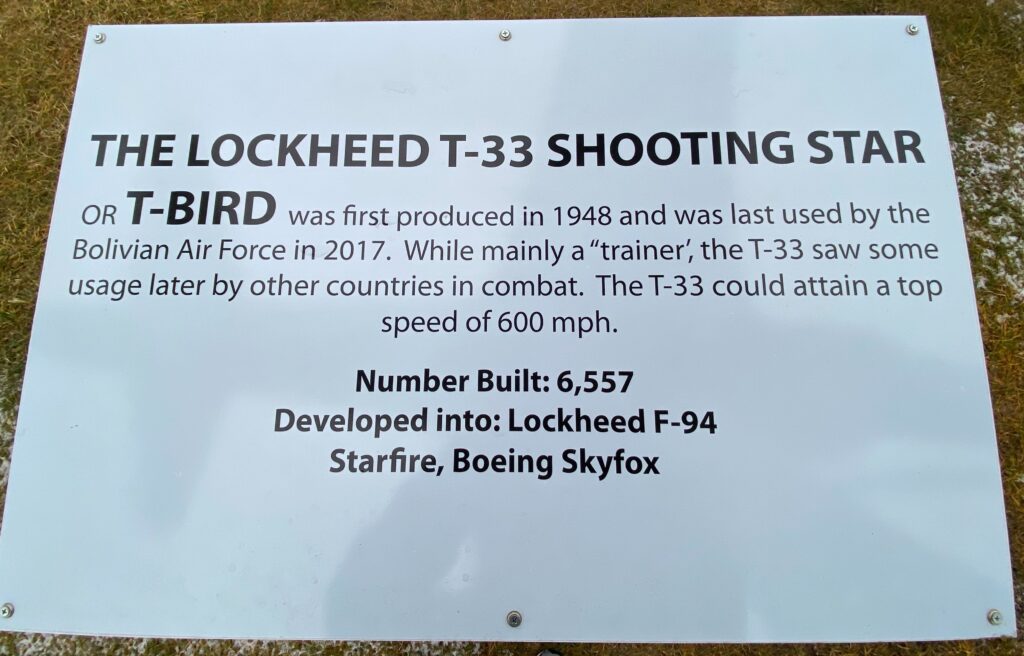 THE LOCKHEED T-33 SHOOTING STAR
OR T-BIRD was first produced in 1948 and was last used by the
Bolivian Air Force in 2017. While mainly a “trainer’, the T-33 saw some
usage later by other countries in combat. The T-33 could attain a top
speed of 600 mph.
Number Built: 6,557
Developed into: Lockheed F-94
Starfire, Boeing Skyfox